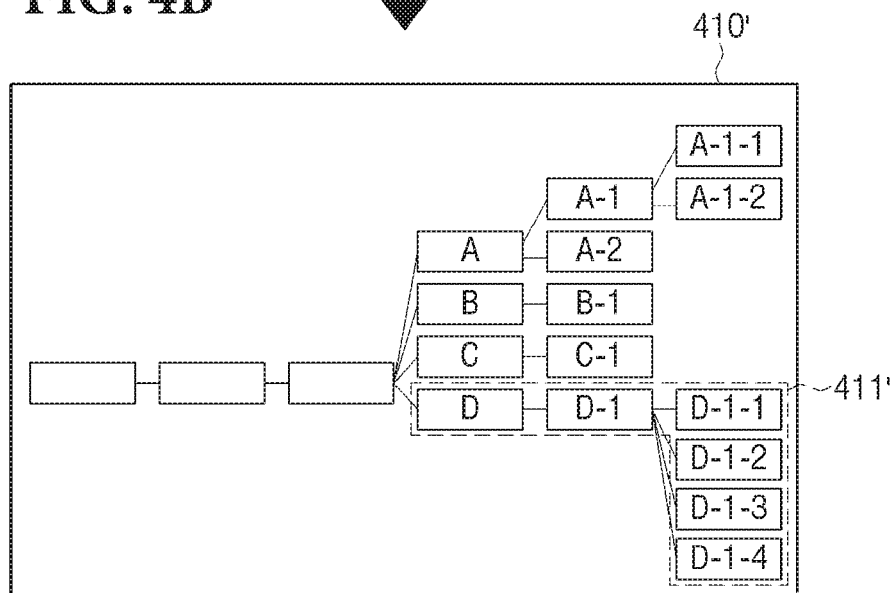 FIG. 4B
410'
A-1-1
A-1 A-1-2
A A-2
B B-1
C C-1
D D-1 D-1-1 411'
D-1-2
D-1-3
D-1-4